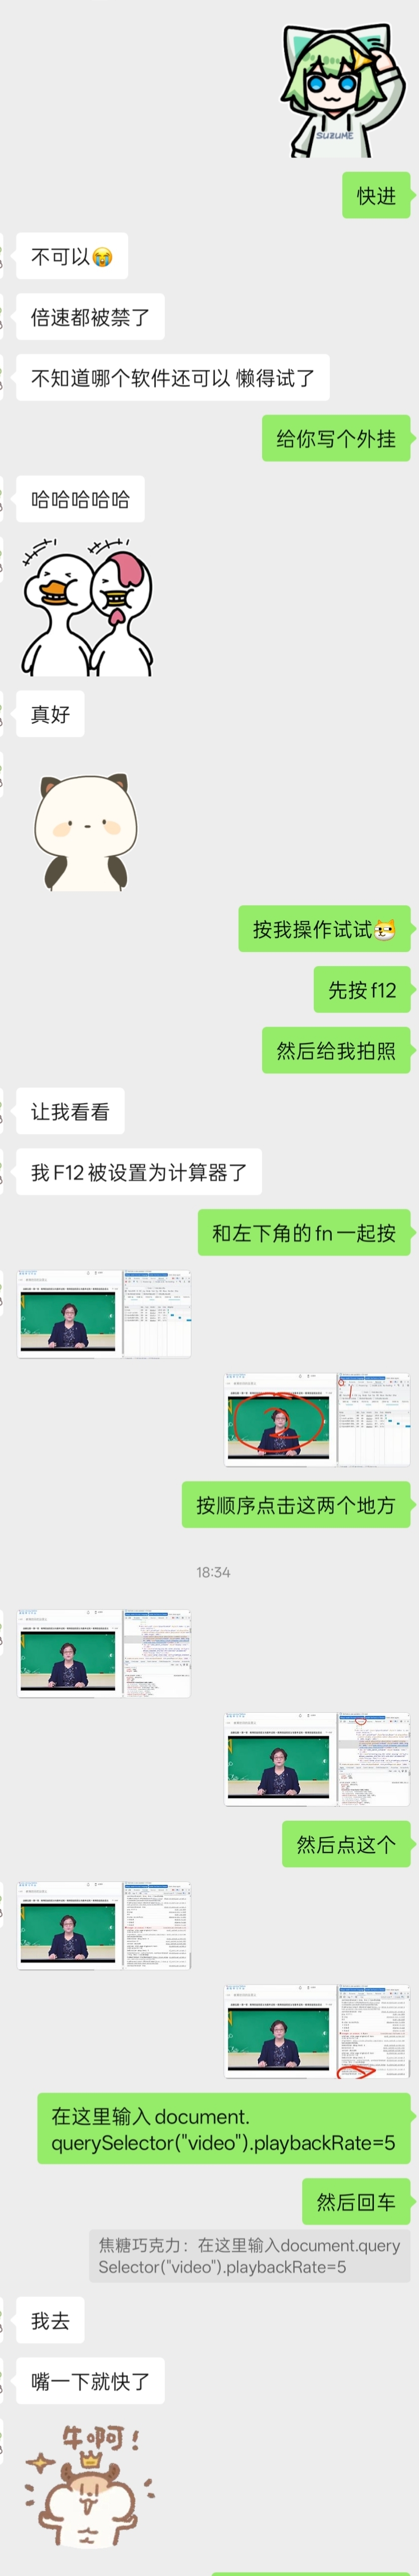 SUZUME
快进
不可以😭
倍速都被禁了
不知道哪个软件还可以 懒得试了
给你写个外挂
哈哈哈哈哈
真好
按我操作试试
先按f12
然后给我拍照
让我看看
我F12被设置为计算器了
和左下角的fn一起按
按顺序点击这两个地方
18:34
然后点这个
在这里输入document.
querySelector("video").playbackRate=5
然后回车
焦糖巧克力：在这里输入document.query
Selector("video").playbackRate=5
我去
嘴一下就快了
牛啊！